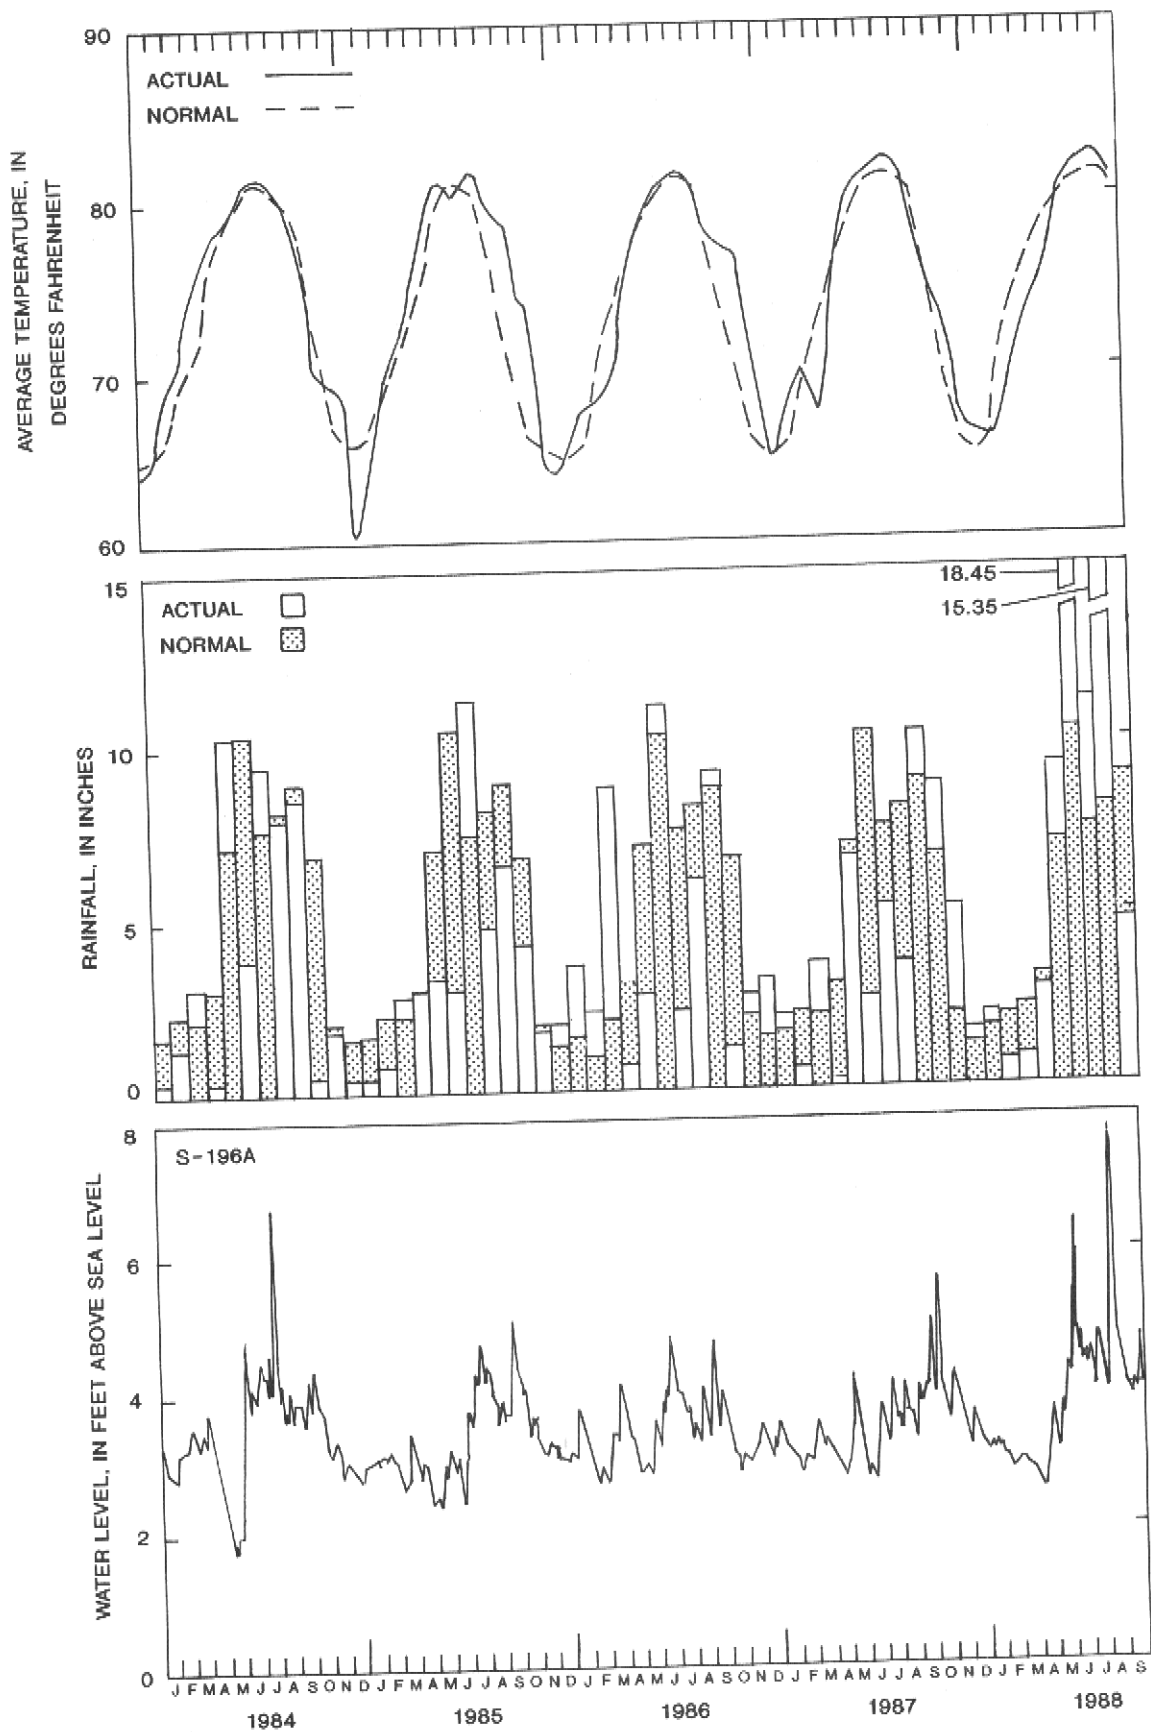 90
ACTUAL
NORMAL
80
70
60
AVERAGE TEMPERATURE, IN
DEGREES FAHRENHEIT
15
ACTUAL
NORMAL
18.45
15.35
10
5
0
RAINFALL, IN INCHES
8
S-196A
6
4
2
0
WATER LEVEL, IN FEET ABOVE SEA LEVEL
J F M A M J J A S O N D J F M A M J J A S O N D J F M A M J J A S O N D J F M A M J J A S O N D J F M A M J J A S
1984 1985 1986 1987 1988